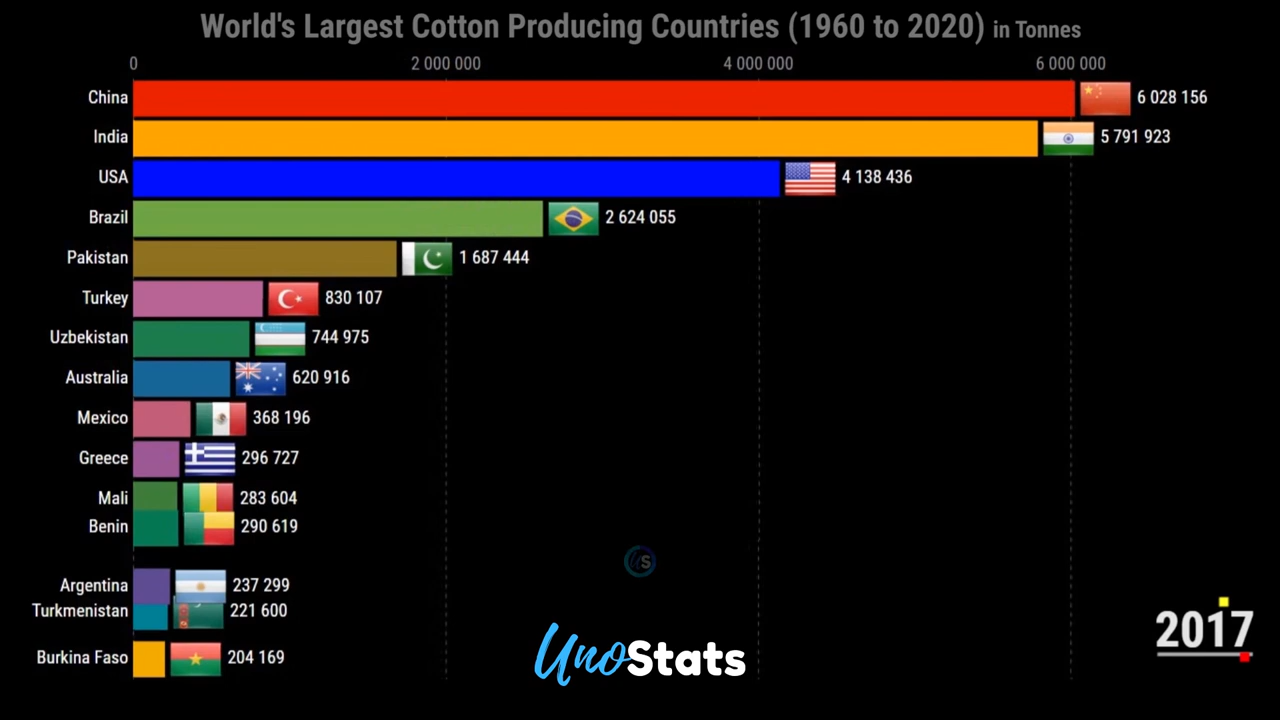 World's Largest Cotton Producing Countries (1960 to 2020) in Tonnes
0 2 000 000 4 000 000 6 000 000
China 6 028 156
India 5 791 923
USA 4 138 436
Brazil 2 624 055
Pakistan 1 687 444
Turkey 830 107
Uzbekistan 744 975
Australia 620 916
Mexico 368 196
Greece 296 727
Mali 283 604
Benin 290 619
Argentina 237 299
Turkmenistan 221 600
Burkina Faso 204 169
US
UnoStats
2017